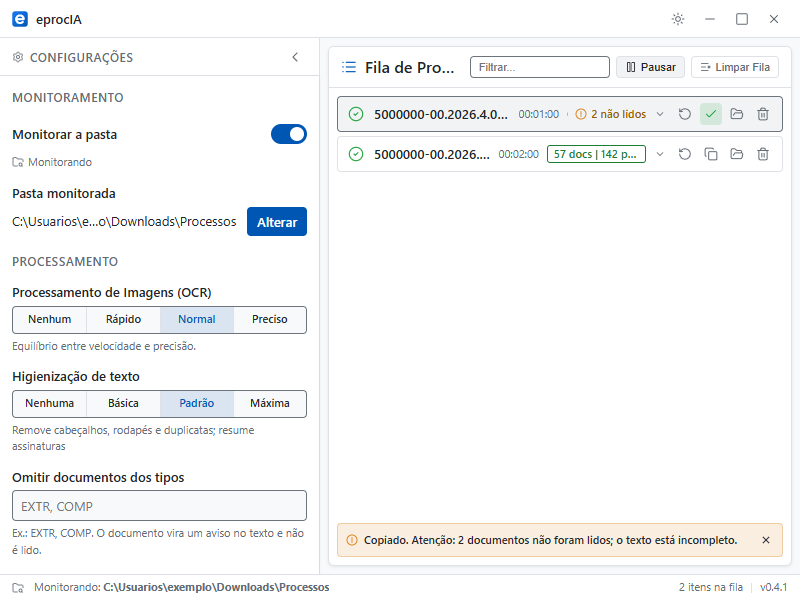 e eprocIA
CONFIGURAÇÕES
MONITORAMENTO
Monitorar a pasta
Monitorando
Pasta monitorada
C:\Usuarios\e...o\Downloads\Processos
Alterar
PROCESSAMENTO
Processamento de Imagens (OCR)
Nenhum Rápido Normal Preciso
Equilíbrio entre velocidade e precisão.
Higienização de texto
Nenhuma Básica Padrão Máxima
Remove cabeçalhos, rodapés e duplicatas; resume
assinaturas
Omitir documentos dos tipos
EXTR, COMP
Ex.: EXTR, COMP. O documento vira um aviso no texto e não
é lido.
Fila de Pro... Filtrar... Pausar Limpar Fila
5000000-00.2026.4.0... 00:01:00 2 não lidos
5000000-00.2026.... 00:02:00 57 docs | 142 p...
Copiado. Atenção: 2 documentos não foram lidos; o texto está incompleto.
Monitorando: C:\Usuarios\exemplo\Downloads\Processos
2 itens na fila v0.4.1